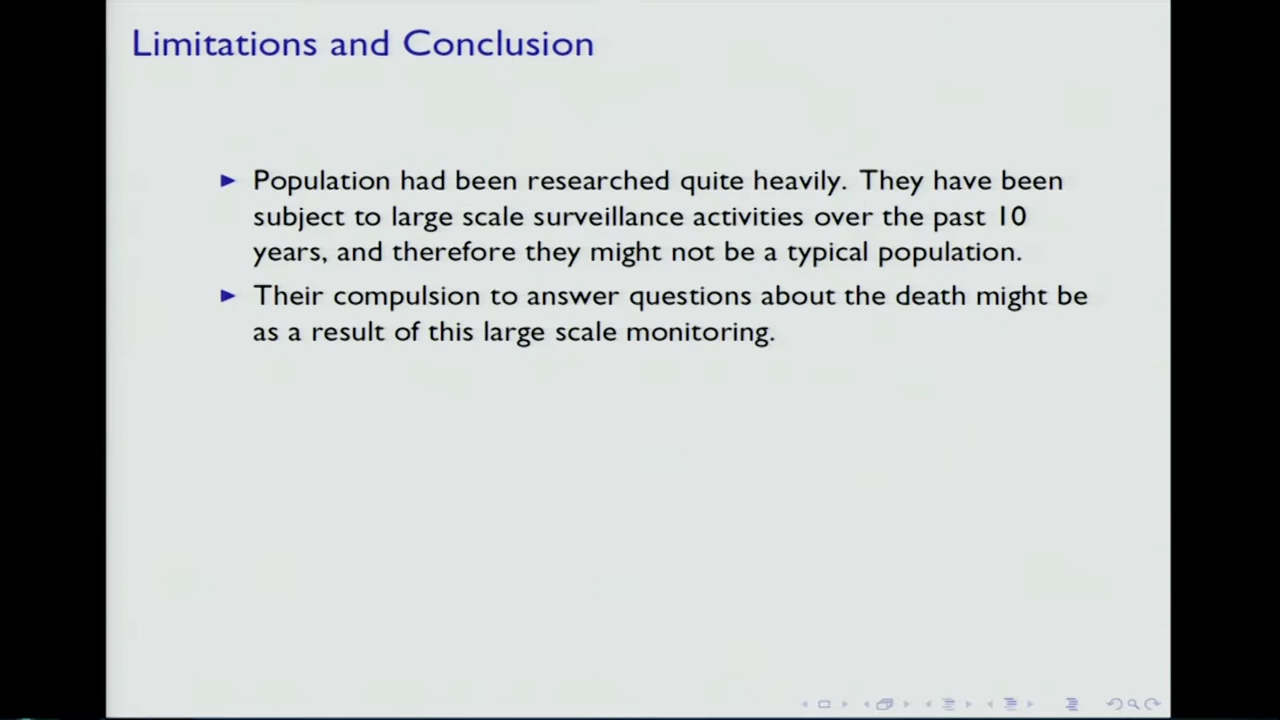 Limitations and Conclusion
Population had been researched quite heavily. They have been
subject to large scale surveillance activities over the past 10
years, and therefore they might not be a typical population.
Their compulsion to answer questions about the death might be
as a result of this large scale monitoring.